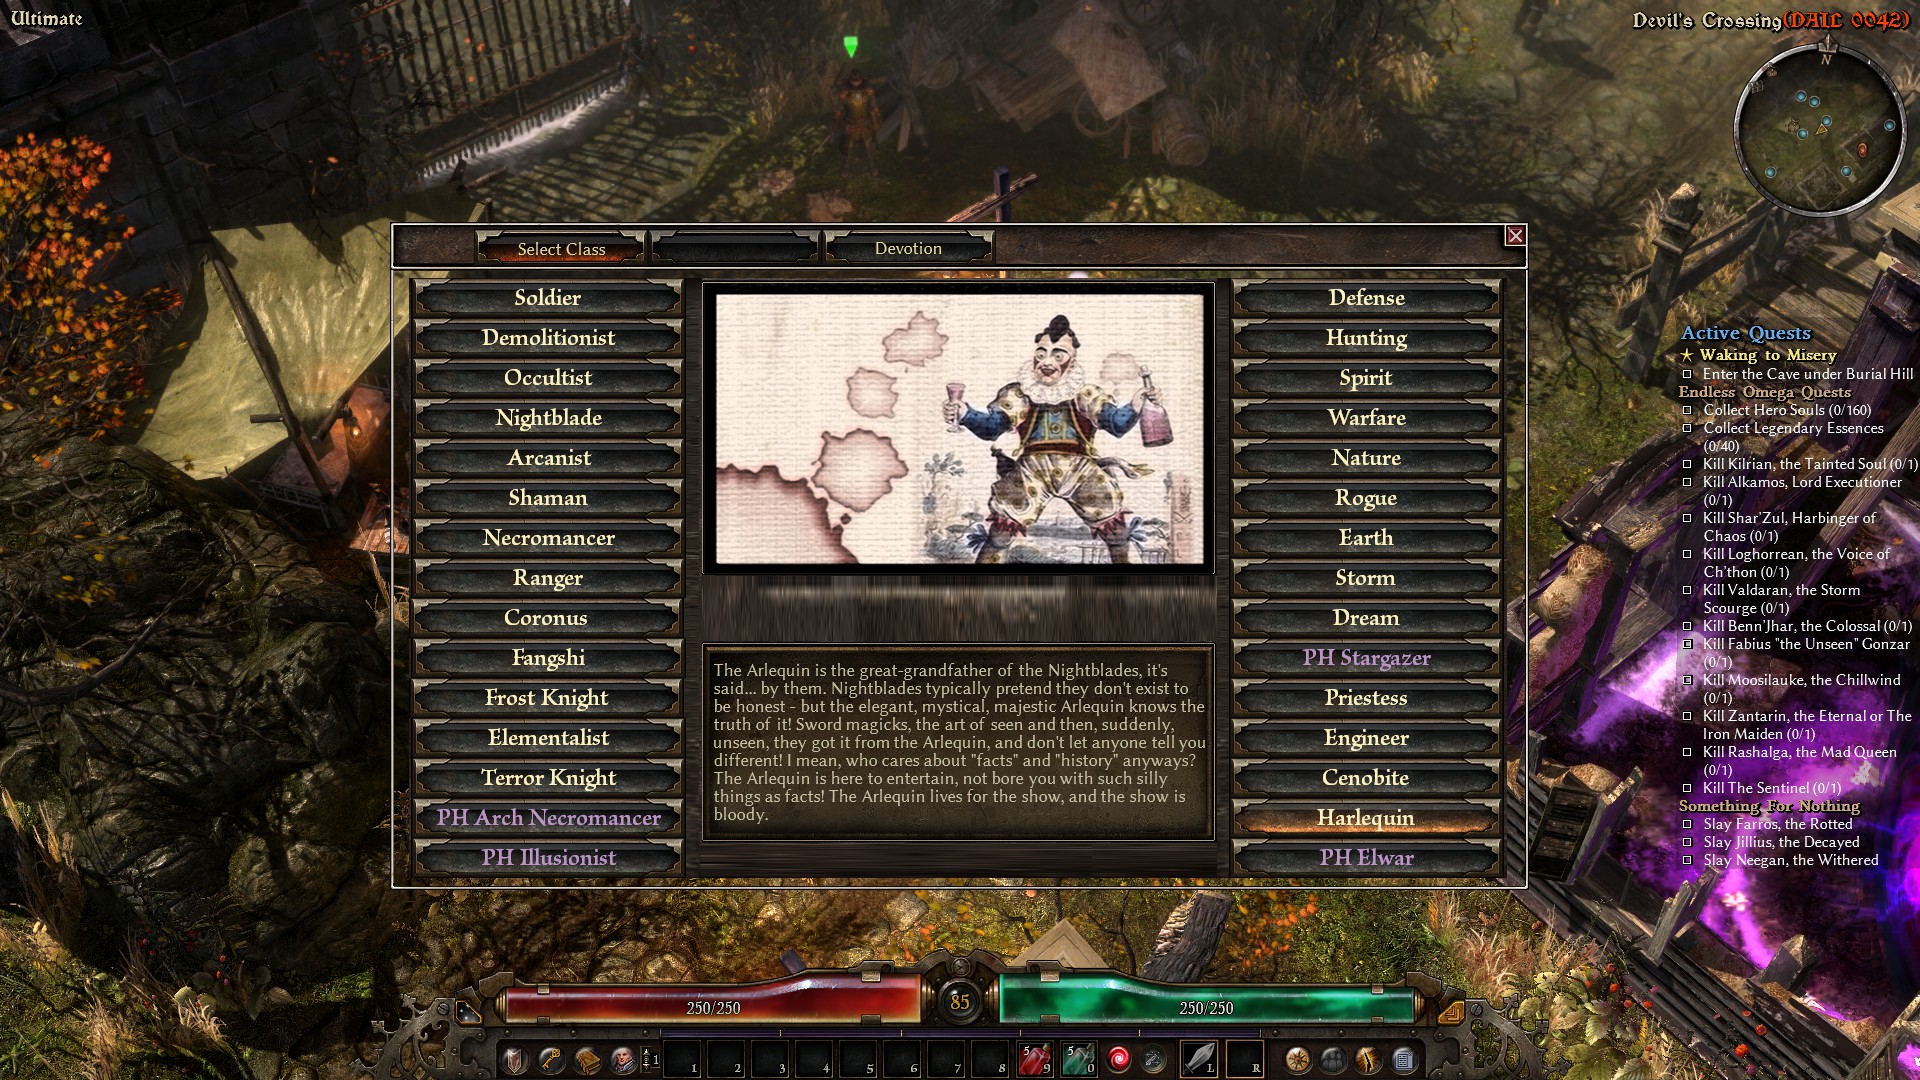 Ultimate
Devil's Crossing(DAIL 0042)
N
Select Class
Devotion
Soldier
Demolitionist
Occultist
Nightblade
Arcanist
Shaman
Necromancer
Ranger
Coronus
Fangshi
Frost Knight
Elementalist
Terror Knight
PH Arch Necromancer
PH Illusionist
The Arlequin is the great-grandfather of the Nightblades, it's
said... by them. Nightblades typically pretend they don't exist to
be honest - but the elegant, mystical, majestic Arlequin knows the
truth of it! Sword magicks, the art of seen and then, suddenly,
unseen, they got it from the Arlequin, and don't let anyone tell you
different! I mean, who cares about "facts" and "history" anyways?
The Arlequin is here to entertain, not bore you with such silly
things as facts! The Arlequin lives for the show, and the show is
bloody.
Defense
Hunting
Spirit
Warfare
Nature
Rogue
Earth
Storm
Dream
PH Stargazer
Priestess
Engineer
Cenobite
Harlequin
PH Elwar
Active Quests
Waking to Misery
Enter the Cave under Burial Hill
Endless Omega Quests
Collect Hero Souls (0/160)
Collect Legendary Essences
(0/40)
Kill Kilrian, the Tainted Soul (0/1)
Kill Alkamos, Lord Executioner
(0/1)
Kill Shar'Zul, Harbinger of
Chaos (0/1)
Kill Loghorrean, the Voice of
Ch'thon (0/1)
Kill Valdaran, the Storm
Scourge (0/1)
Kill Benn'Jhar, the Colossal (0/1)
Kill Fabius "the Unseen" Gonzar
(0/1)
Kill Moosilauke, the Chillwind
(0/1)
Kill Zantarin, the Eternal or The
Iron Maiden (0/1)
Kill Rashalga, the Mad Queen
(0/1)
Kill The Sentinel (0/1)
Something For Nothing
Slay Farros, the Rotted
Slay Jillius, the Decayed
Slay Neegan, the Withered
250/250
85
250/250
1
1
2
3
4
5
6
7
8
5
9
5
0
L
R